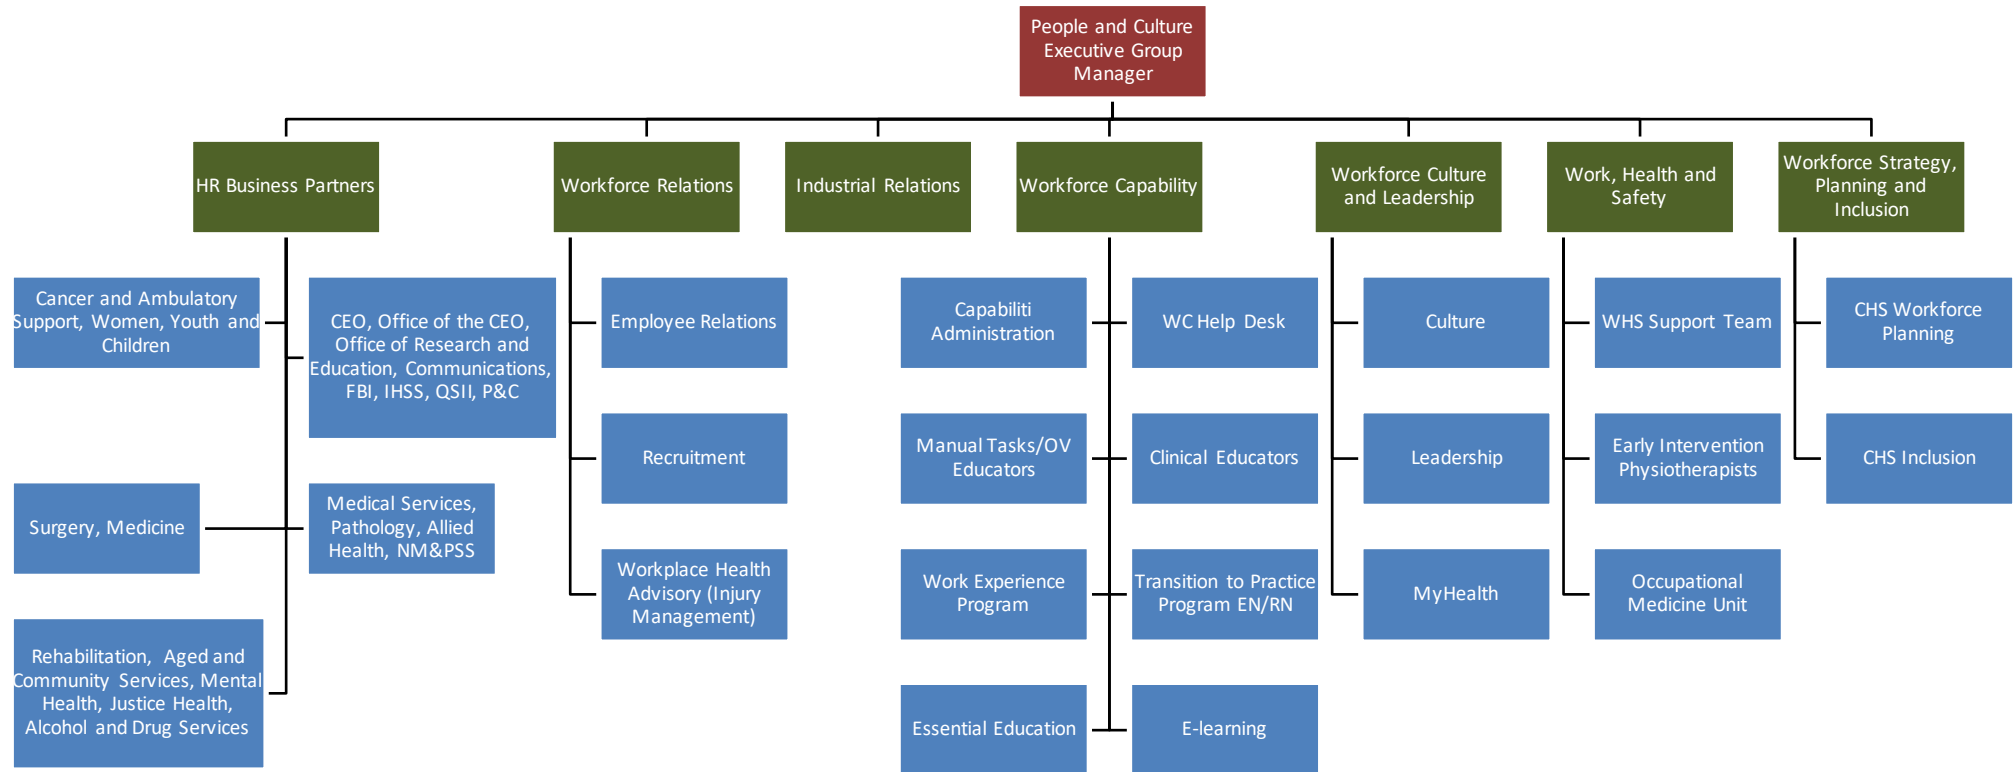 People and Culture
Executive Group
Manager
HR Business Partners
Workforce Relations
Industrial Relations
Workforce Capability
Workforce Culture
and Leadership
Work, Health and
Safety
Workforce Strategy,
Planning and
Inclusion
Cancer and Ambulatory
Support, Women, Youth and
Children
CEO, Office of the CEO,
Office of Research and
Education, Communications,
FBI, IHSS, QSII, P&C
Surgery, Medicine
Medical Services,
Pathology, Allied
Health, NM&PSS
Rehabilitation, Aged and
Community Services, Mental
Health, Justice Health,
Alcohol and Drug Services
Employee Relations
Recruitment
Workplace Health
Advisory (Injury
Management)
Capabiliti
Administration
WC Help Desk
Manual Tasks/OV
Educators
Clinical Educators
Work Experience
Program
Transition to Practice
Program EN/RN
Essential Education
E-learning
Culture
Leadership
MyHealth
WHS Support Team
Early Intervention
Physiotherapists
Occupational
Medicine Unit
CHS Workforce
Planning
CHS Inclusion